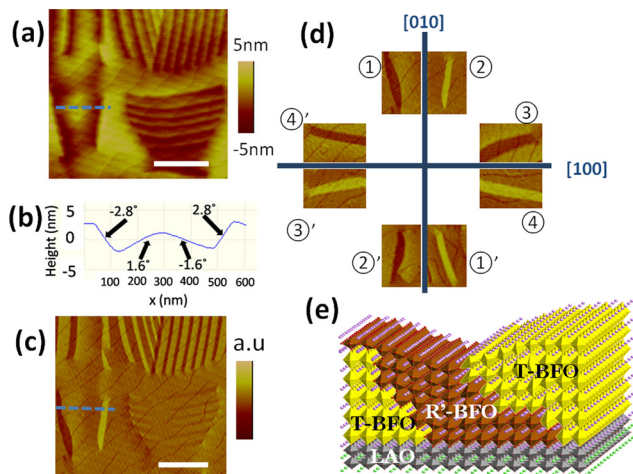 (a)
5nm
-5nm
(b)
Height (nm)
5
0
-5
-2.8°
2.8°
1.6°
-1.6°
0 100 200 300 400 500 600
x (nm)
(c)
a.u
(d)
[010]
[100]
①
②
③
④
④'
③'
②'
①'
(e)
T-BFO
R'-BFO
T-BFO
LAO